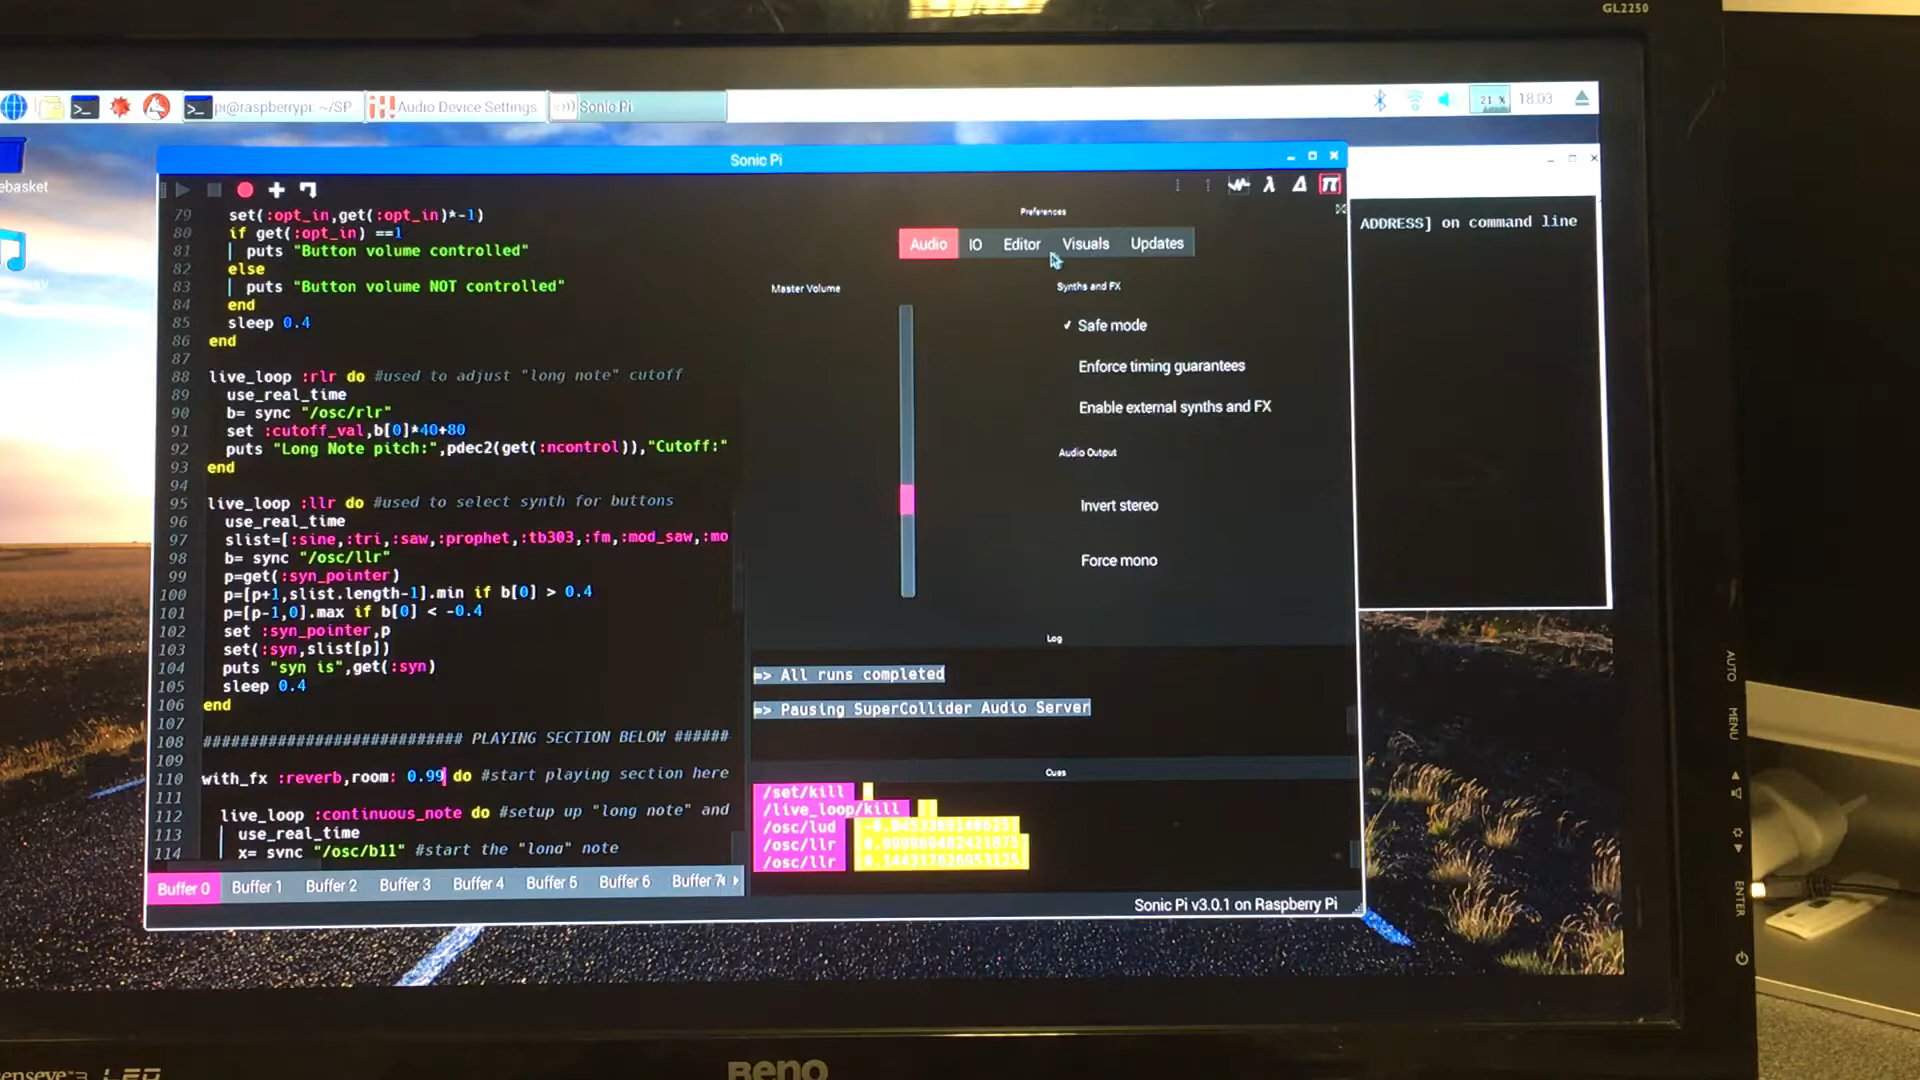 GL2250
pi@raspberrypi: ~/SP
Audio Device Settings
Sonic Pi
21 %
18:03
ebasket
Sonic Pi
79 set(:opt_in,get(:opt_in)*-1)
80 if get(:opt_in) ==1
81 puts "Button volume controlled"
82 else
83 puts "Button volume NOT controlled"
84 end
85 sleep 0.4
86 end
87
88 live_loop :rlr do #used to adjust "long note" cutoff
89 use_real_time
90 b= sync "/osc/rlr"
91 set :cutoff_val,b[0]*40+80
92 puts "Long Note pitch:",pdec2(get(:ncontrol)),"Cutoff:"
93 end
94
95 live_loop :llr do #used to select synth for buttons
96 use_real_time
97 slist=[:sine,:tri,:saw,:prophet,:tb303,:fm,:mod_saw,:mo
98 b= sync "/osc/llr"
99 p=get(:syn_pointer)
100 p=[p+1,slist.length-1].min if b[0] > 0.4
101 p=[p-1,0].max if b[0] < -0.4
102 set :syn_pointer,p
103 set(:syn,slist[p])
104 puts "syn is",get(:syn)
105 sleep 0.4
106 end
107
108 ############################ PLAYING SECTION BELOW ######
109
110 with_fx :reverb,room: 0.99 do #start playing section here
111
112 live_loop :continuous_note do #setup up "long note" and
113 use_real_time
114 x= sync "/osc/b11" #start the "long" note
Buffer 0 Buffer 1 Buffer 2 Buffer 3 Buffer 4 Buffer 5 Buffer 6 Buffer 7
Preferences
Audio IO Editor Visuals Updates
Master Volume
Synths and FX
✓ Safe mode
Enforce timing guarantees
Enable external synths and FX
Audio Output
Invert stereo
Force mono
Log
=> All runs completed
=> Pausing SuperCollider Audio Server
Cues
/set/kill
/live_loop/kill
/osc/lud
/osc/llr
/osc/llr
Sonic Pi v3.0.1 on Raspberry Pi
ADDRESS] on command line
AUTO
MENU
ENTER
BenQ
senseye 3 LED